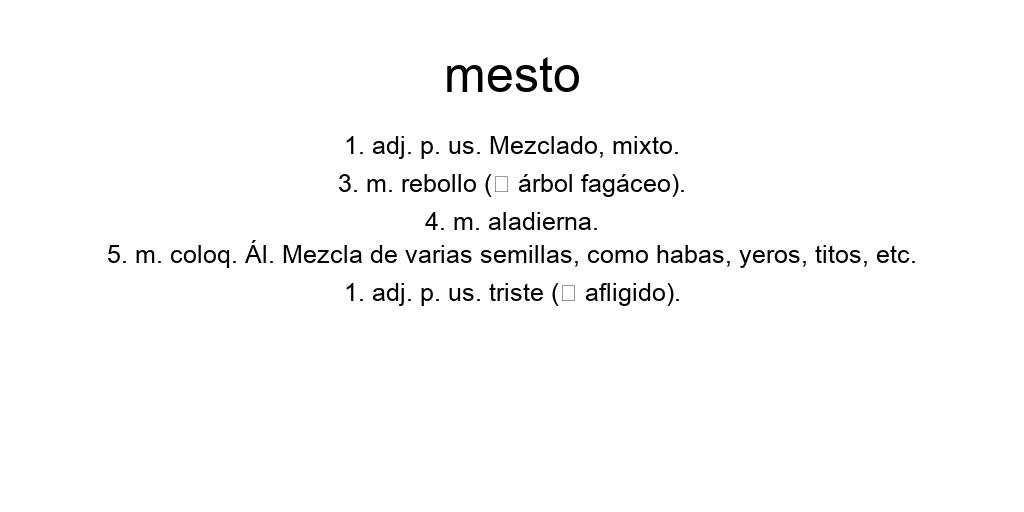 mesto
1. adj. p. us. Mezclado, mixto.
3. m. rebollo (□ árbol fagáceo).
4. m. aladierna.
5. m. coloq. Ál. Mezcla de varias semillas, como habas, yeros, titos, etc.
1. adj. p. us. triste (□ afligido).